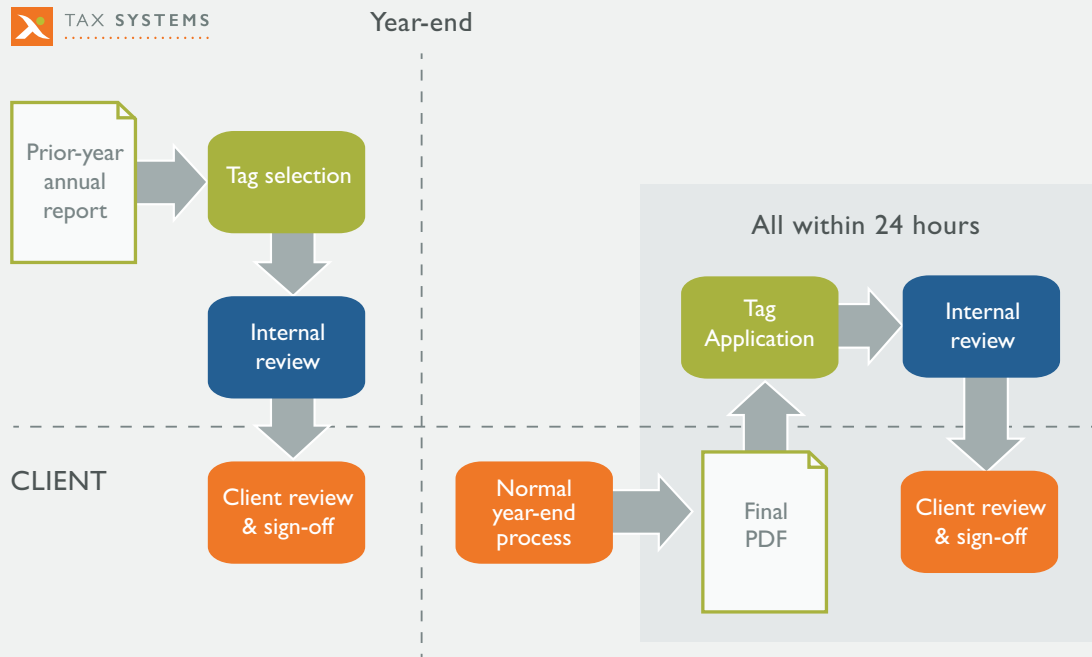 TAX SYSTEMS
Year-end
Prior-year
annual
report
Tag selection
Internal
review
All within 24 hours
Tag
Application
Internal
review
CLIENT
Client review
& sign-off
Normal
year-end
process
Final
PDF
Client review
& sign-off